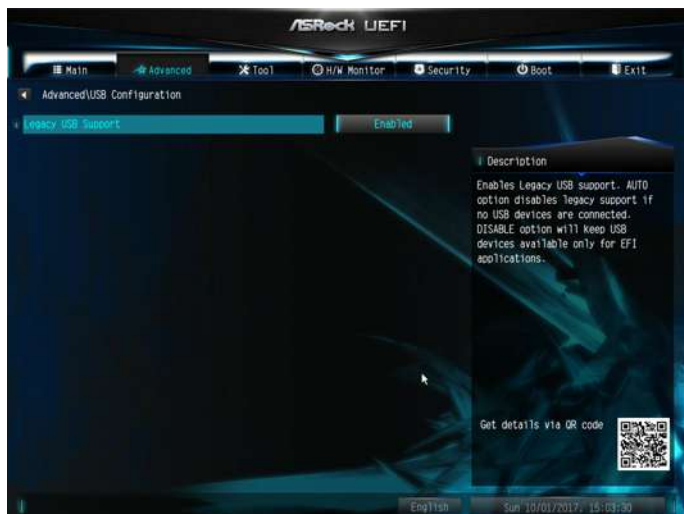 ASRock UEFI
Main Advanced Tool H/W Monitor Security Boot Exit
Advanced\USB Configuration
Legacy USB Support Enabled
Description
Enables Legacy USB support. AUTO
option disables legacy support if
no USB devices are connected.
DISABLE option will keep USB
devices available only for EFI
applications.
Get details via QR code
English Sun 10/01/2017. 15:03:30